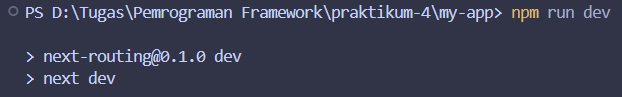 PS D:\Tugas\Pemrograman Framework\praktikum-4\my-app> npm run dev
> next-routing@0.1.0 dev
> next dev